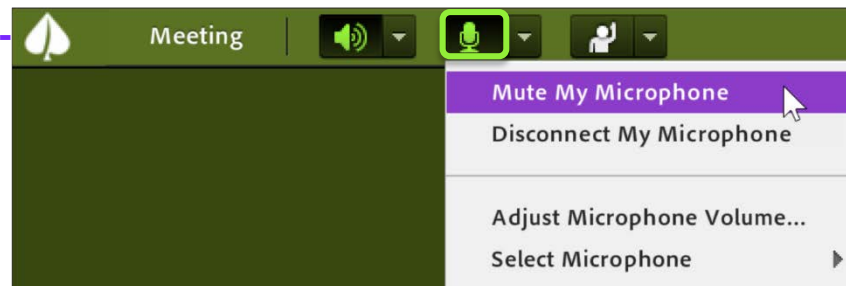 Meeting
Mute My Microphone
Disconnect My Microphone
Adjust Microphone Volume...
Select Microphone